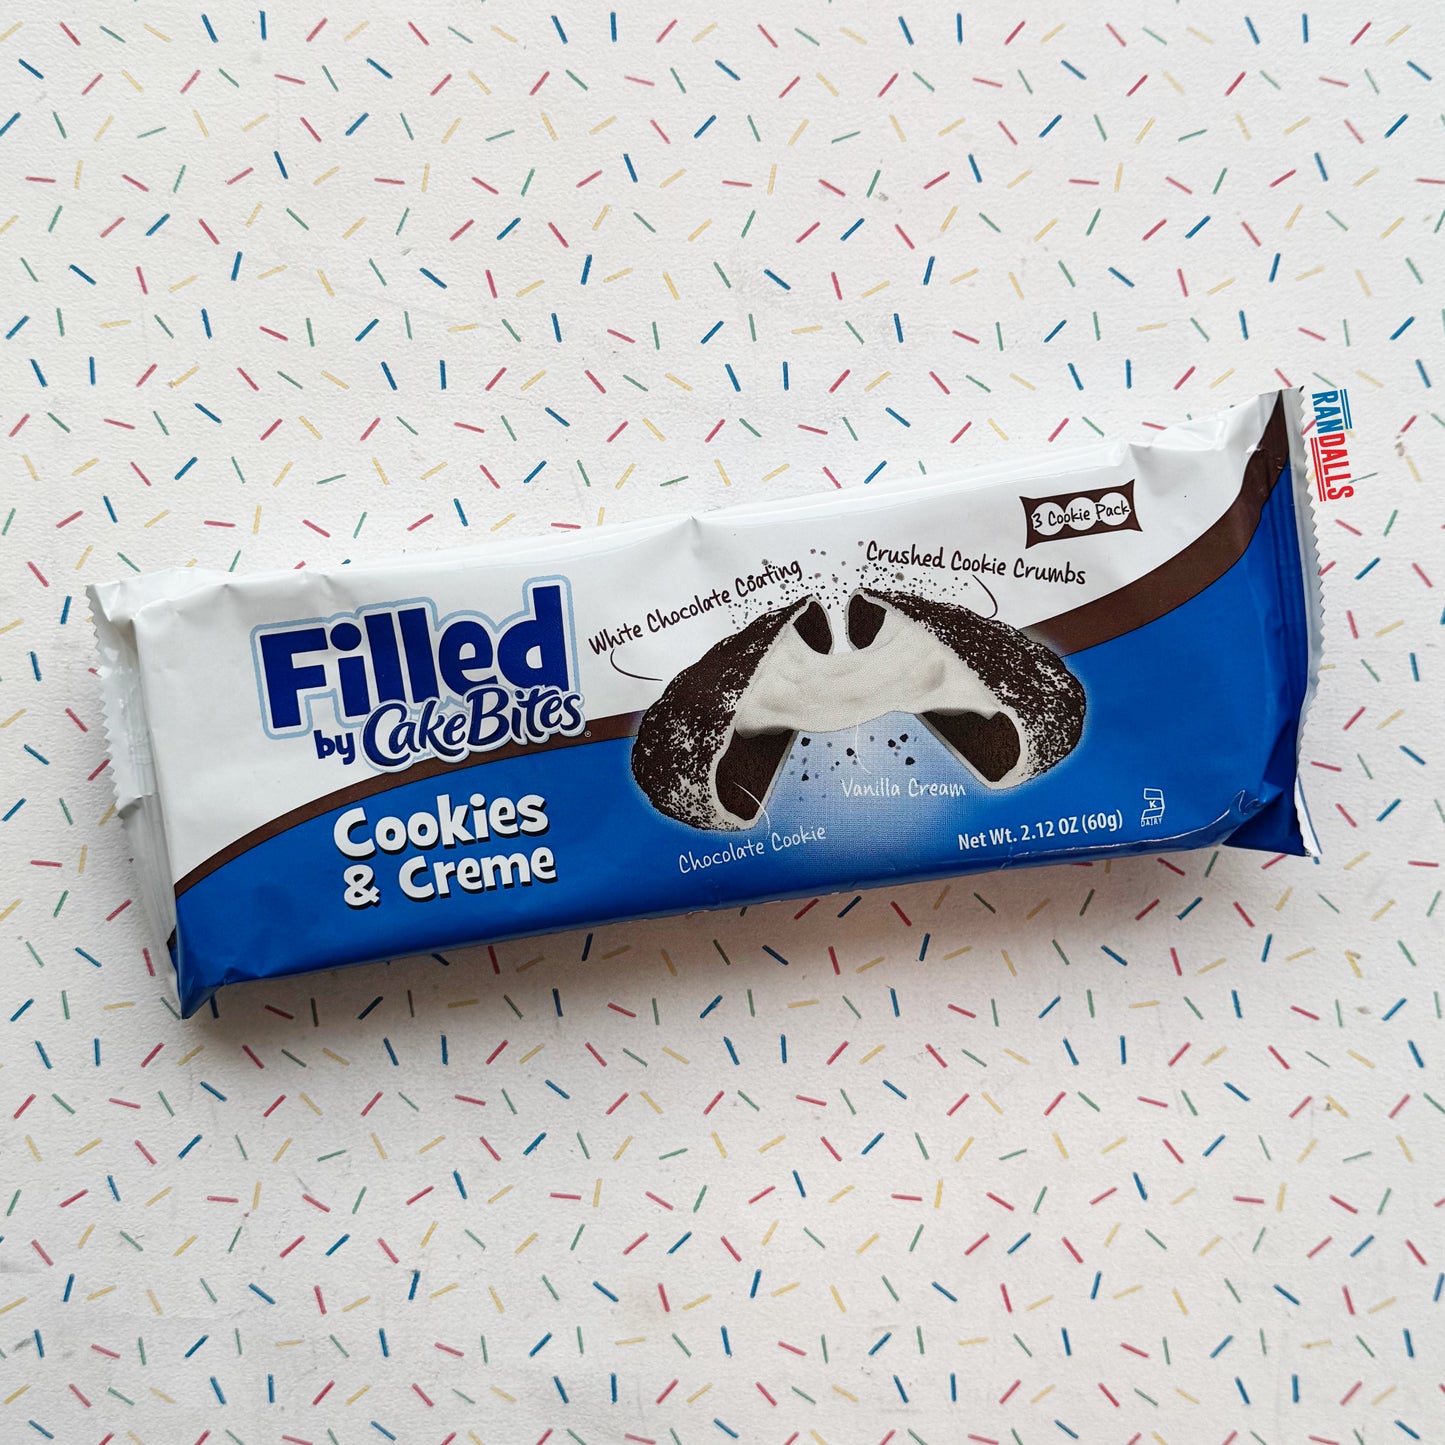 RANDALLS
3 Cookie Pack
White Chocolate Coating
Crushed Cookie Crumbs
Filled
by CakeBites®
Cookies
& Creme
Vanilla Cream
Chocolate Cookie
Net Wt. 2.12 OZ (60g)
K
DAIRY